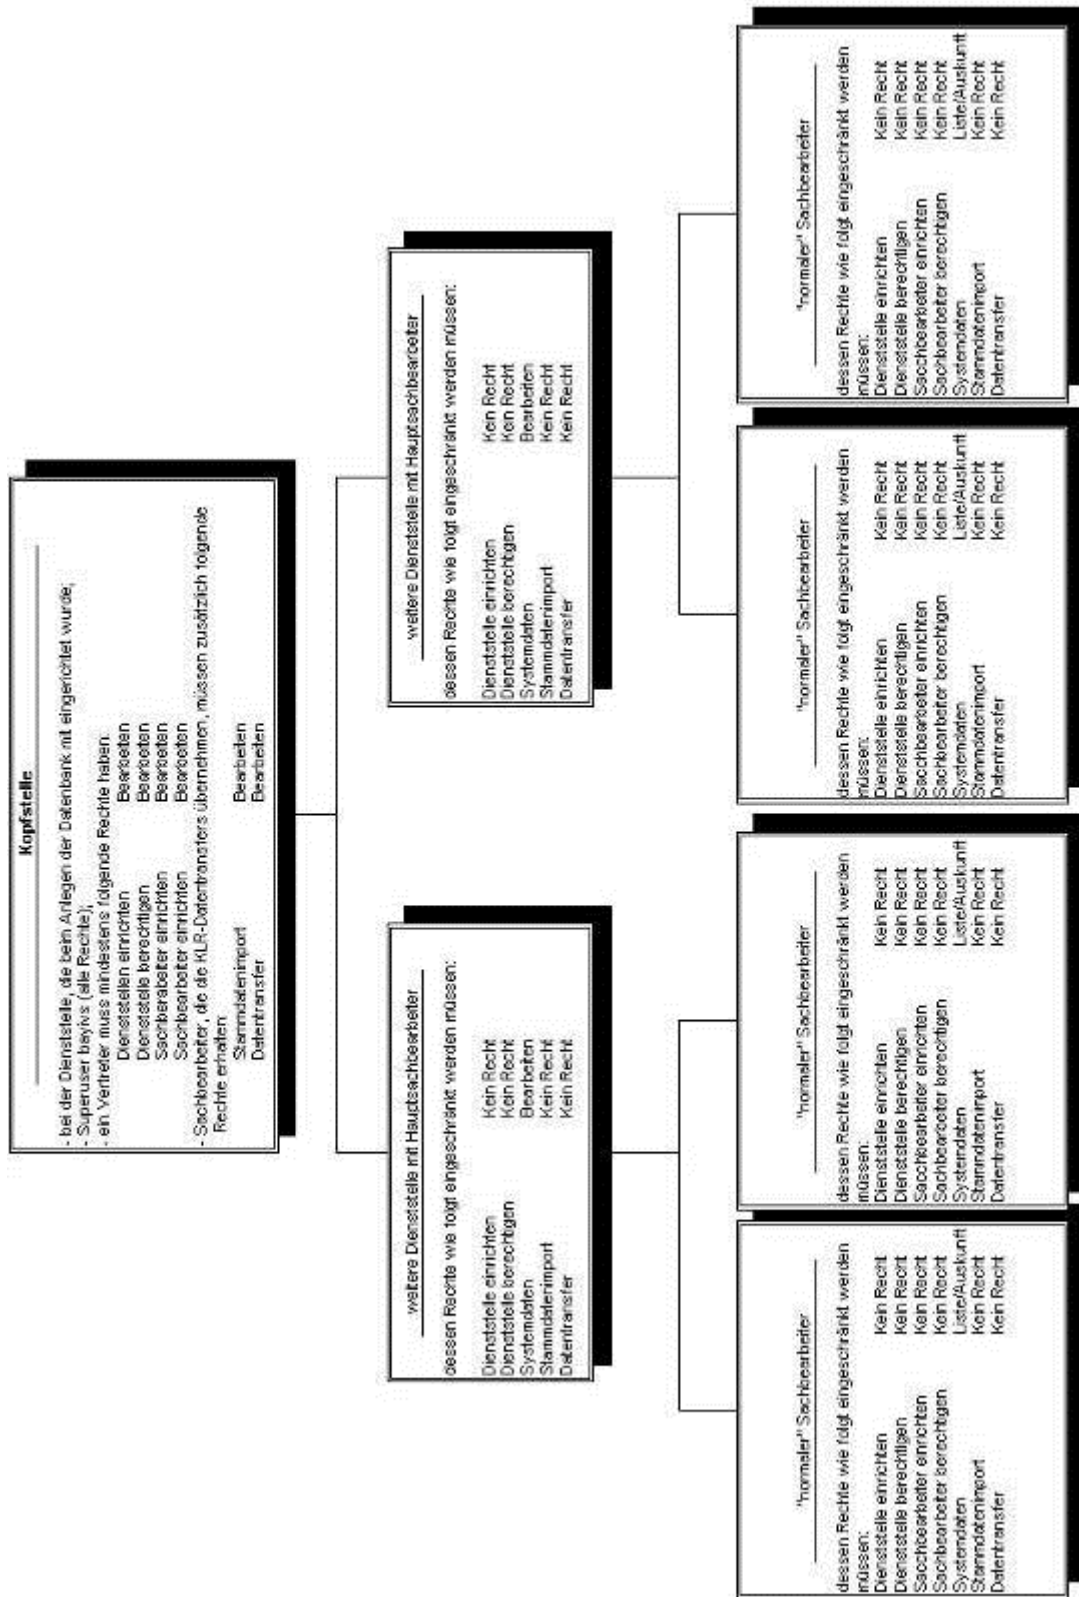 Kopfstelle
- bei der Dienststelle, die beim Anlegen der Datenbank mit eingerichtet wurde;
- Superuser bayivs (alle Rechte);
- ein Vertreter muss mindestens folgende Rechte haben:
Dienststellen einrichten Bearbeiten
Dienststelle berechtigen Bearbeiten
Sachberabeiter einrichten Bearbeiten
Sachbearbeiter einrichten Bearbeiten
- Sachbearbeiter, die die KLR-Datentransfers übernehmen, müssen zusätzlich folgende
Rechte erhalten:
Stammdatenimport Bearbeiten
Datentransfer Bearbeiten
weitere Dienststelle mit Hauptsachbearbeiter
dessen Rechte wie folgt eingeschränkt werden müssen:
Dienststelle einrichten Kein Recht
Dienststelle berechtigen Kein Recht
Systemdaten Bearbeiten
Stammdatenimport Kein Recht
Datentransfer Kein Recht
weitere Dienststelle mit Hauptsachbearbeiter
dessen Rechte wie folgt eingeschränkt werden müssen:
Dienststelle einrichten Kein Recht
Dienststelle berechtigen Kein Recht
Systemdaten Bearbeiten
Stammdatenimport Kein Recht
Datentransfer Kein Recht
"normaler" Sachbearbeiter
dessen Rechte wie folgt eingeschränkt werden
müssen:
Dienststelle einrichten Kein Recht
Dienststelle berechtigen Kein Recht
Sacchbearbeiter einrichten Kein Recht
Sachbearbeiter berechtigen Kein Recht
Systemdaten Liste/Auskunft
Stammdatenimport Kein Recht
Datentransfer Kein Recht
"normaler" Sachbearbeiter
dessen Rechte wie folgt eingeschränkt werden
müssen:
Dienststelle einrichten Kein Recht
Dienststelle berechtigen Kein Recht
Sacchbearbeiter einrichten Kein Recht
Sachbearbeiter berechtigen Kein Recht
Systemdaten Liste/Auskunft
Stammdatenimport Kein Recht
Datentransfer Kein Recht
"normaler" Sachbearbeiter
dessen Rechte wie folgt eingeschränkt werden
müssen:
Dienststelle einrichten Kein Recht
Dienststelle berechtigen Kein Recht
Sacchbearbeiter einrichten Kein Recht
Sachbearbeiter berechtigen Kein Recht
Systemdaten Liste/Auskunft
Stammdatenimport Kein Recht
Datentransfer Kein Recht
"normaler" Sachbearbeiter
dessen Rechte wie folgt eingeschränkt werden
müssen:
Dienststelle einrichten Kein Recht
Dienststelle berechtigen Kein Recht
Sacchbearbeiter einrichten Kein Recht
Sachbearbeiter berechtigen Kein Recht
Systemdaten Liste/Auskunft
Stammdatenimport Kein Recht
Datentransfer Kein Recht